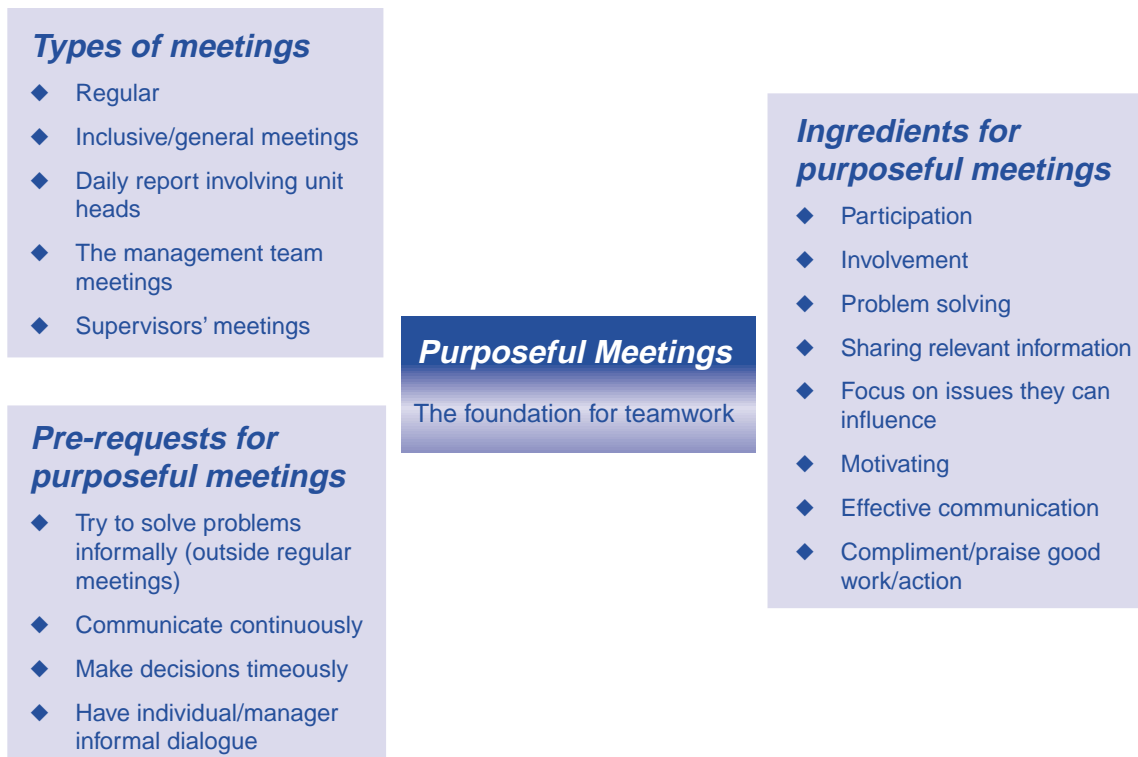 Types of meetings
◆ Regular
◆ Inclusive/general meetings
◆ Daily report involving unit
heads
◆ The management team
meetings
◆ Supervisors’ meetings
Pre-requests for
purposeful meetings
◆ Try to solve problems
informally (outside regular
meetings)
◆ Communicate continuously
◆ Make decisions timeously
◆ Have individual/manager
informal dialogue
Purposeful Meetings
The foundation for teamwork
Ingredients for
purposeful meetings
◆ Participation
◆ Involvement
◆ Problem solving
◆ Sharing relevant information
◆ Focus on issues they can
influence
◆ Motivating
◆ Effective communication
◆ Compliment/praise good
work/action